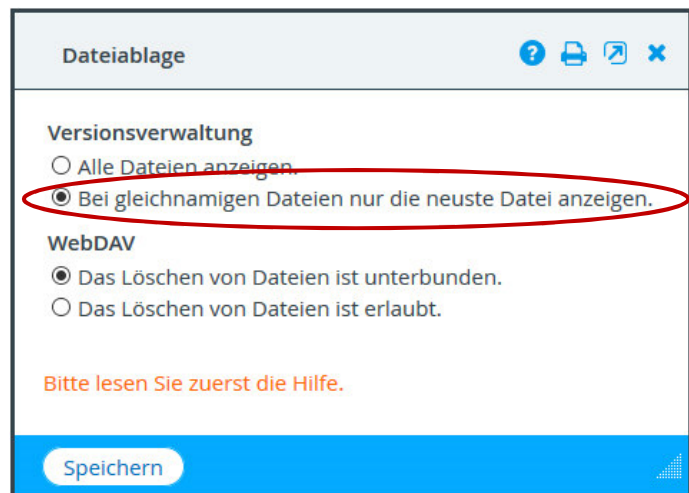 Dateiablage
Versionsverwaltung
Alle Dateien anzeigen.
Bei gleichnamigen Dateien nur die neuste Datei anzeigen.
WebDAV
Das Löschen von Dateien ist unterbunden.
Das Löschen von Dateien ist erlaubt.
Bitte lesen Sie zuerst die Hilfe.
Speichern